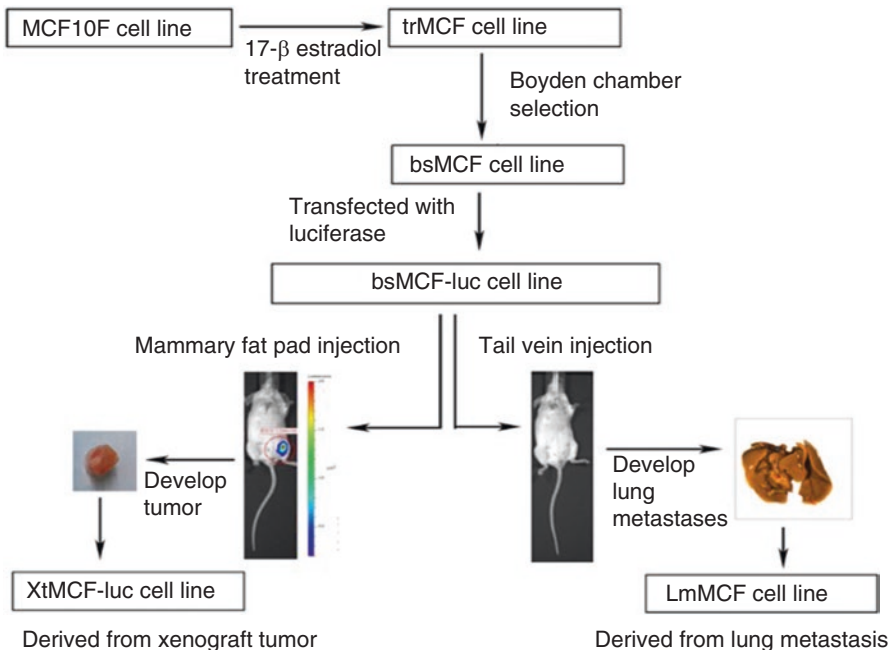 MCF10F cell line
trMCF cell line
17-β estradiol
treatment
Boyden chamber
selection
bsMCF cell line
Transfected with
luciferase
bsMCF-luc cell line
Mammary fat pad injection
Tail vein injection
Develop
tumor
Develop
lung
metastases
XtMCF-luc cell line
LmMCF cell line
Derived from xenograft tumor
Derived from lung metastasis